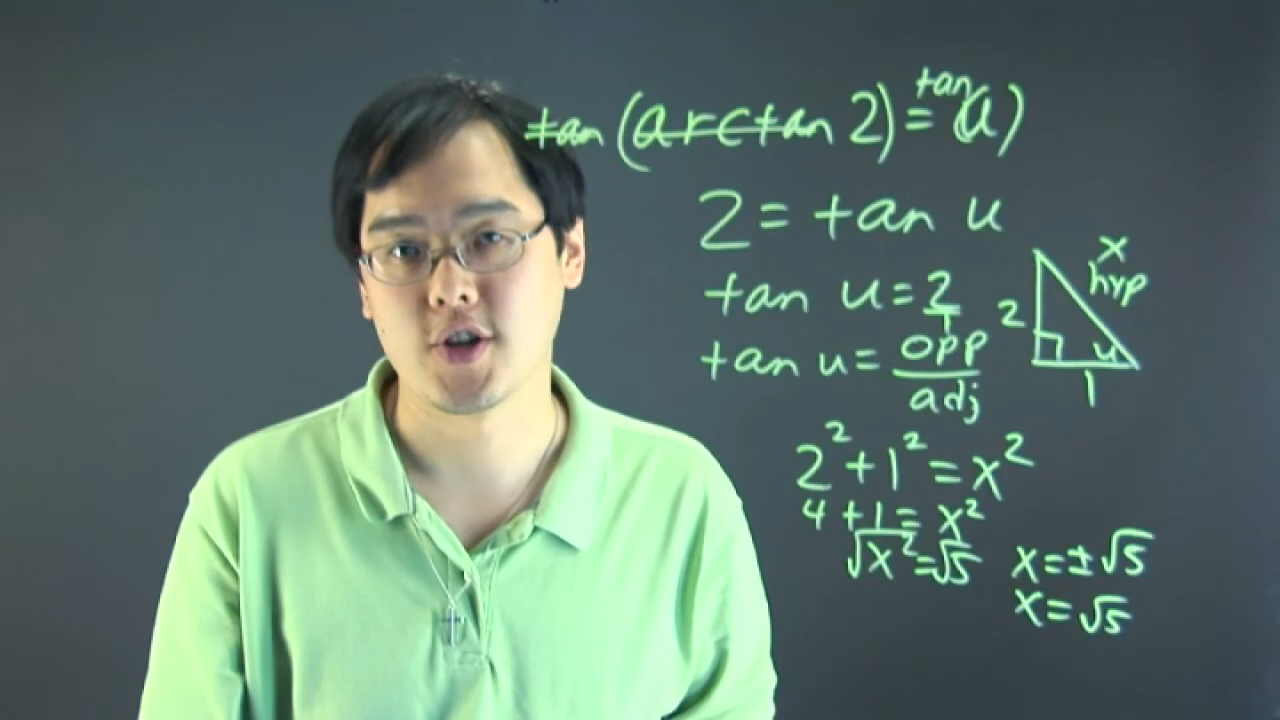 tan (arctan 2) = tan (u)
2 = tan u
tan u = 2/1
tan u = opp/adj
x
hyp
2
u
1
2² + 1² = x²
4 + 1 = x²
√x² = √5
x = ± √5
x = √5